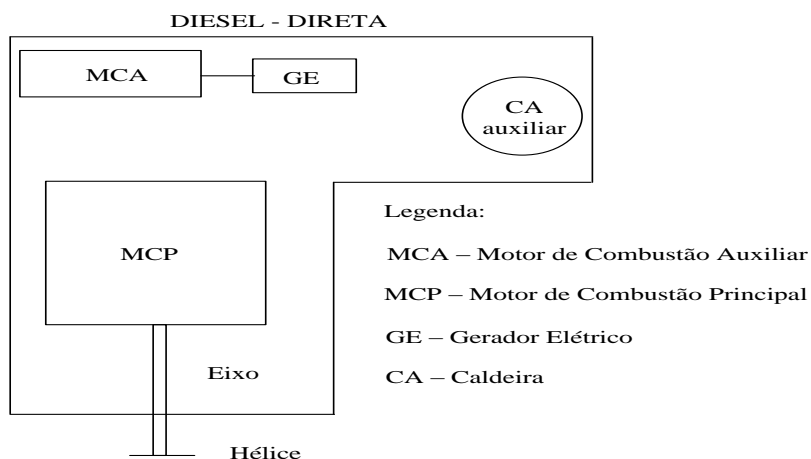 DIESEL - DIRETA
MCA
GE
CA
auxiliar
MCP
Eixo
Hélice
Legenda:
MCA – Motor de Combustão Auxiliar
MCP – Motor de Combustão Principal
GE – Gerador Elétrico
CA – Caldeira